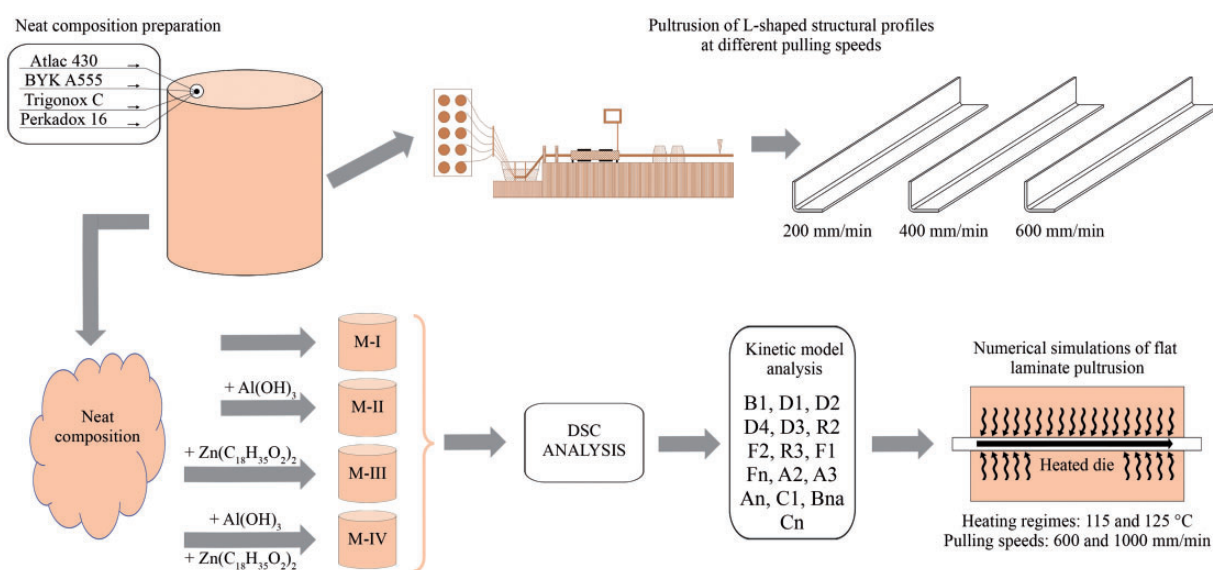 Neat composition preparation
Atlac 430
BYK A555
Trigonox C
Perkadox 16
Pultrusion of L-shaped structural profiles
at different pulling speeds
200 mm/min
400 mm/min
600 mm/min
Neat
composition
M-I
+ Al(OH)₃
M-II
+ Zn(C₁₈H₃₅O₂)₂
M-III
+ Al(OH)₃
+ Zn(C₁₈H₃₅O₂)₂
M-IV
DSC
ANALYSIS
Kinetic model
analysis
B1, D1, D2
D4, D3, R2
F2, R3, F1
Fn, A2, A3
An, C1, Bna
Cn
Numerical simulations of flat
laminate pultrusion
Heated die
Heating regimes: 115 and 125 °C
Pulling speeds: 600 and 1000 mm/min